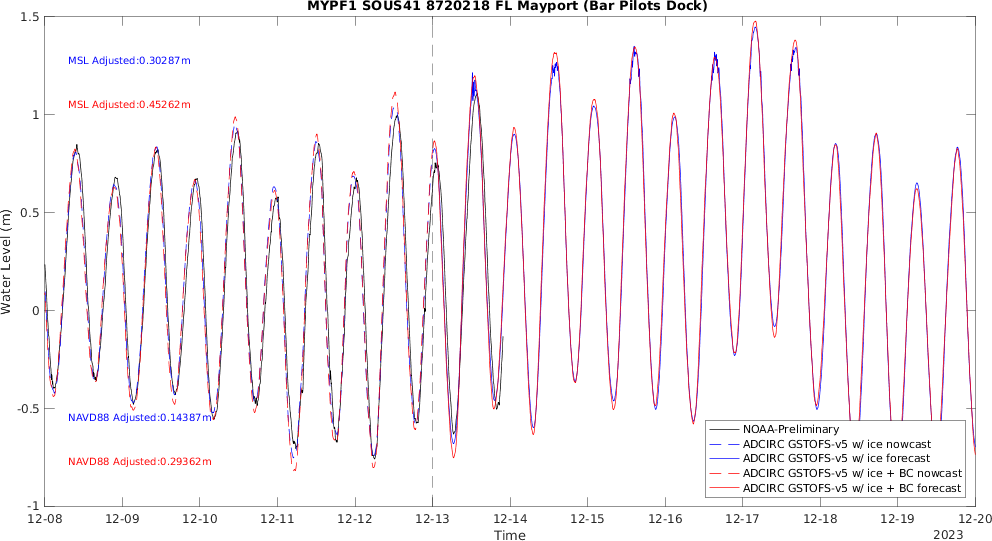 MYPF1 SOUS41 8720218 FL Mayport (Bar Pilots Dock)
1.5
1
0.5
0
-0.5
-1
Water Level (m)
MSL Adjusted:0.30287m
MSL Adjusted:0.45262m
NAVD88 Adjusted:0.14387m
NAVD88 Adjusted:0.29362m
NOAA-Preliminary
ADCIRC GSTOFS-v5 w/ ice nowcast
ADCIRC GSTOFS-v5 w/ ice forecast
ADCIRC GSTOFS-v5 w/ ice + BC nowcast
ADCIRC GSTOFS-v5 w/ ice + BC forecast
12-08 12-09 12-10 12-11 12-12 12-13 12-14 12-15 12-16 12-17 12-18 12-19 12-20
Time
2023